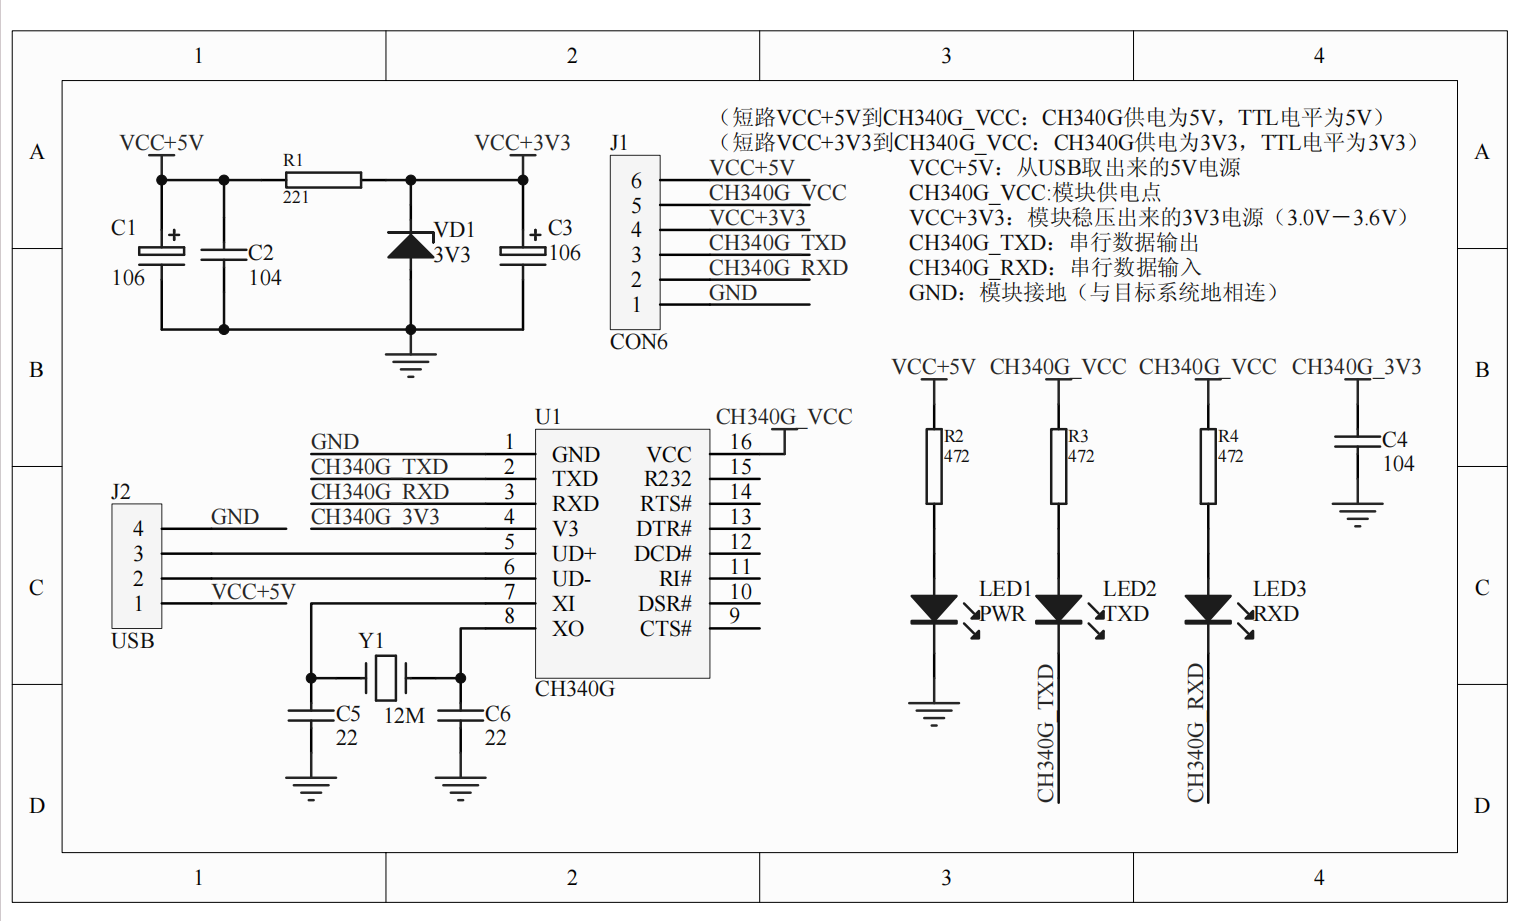 1
2
3
4
A
A
（短路VCC+5V到CH340G_VCC：CH340G供电为5V，TTL电平为5V）
（短路VCC+3V3到CH340G_VCC：CH340G供电为3V3，TTL电平为3V3）
VCC+5V：从USB取出来的5V电源
CH340G_VCC:模块供电点
VCC+3V3：模块稳压出来的3V3电源（3.0V－3.6V）
CH340G_TXD：串行数据输出
CH340G_RXD：串行数据输入
GND：模块接地（与目标系统地相连）
VCC+5V
VCC+3V3
R1
221
C1
+
106
C2
104
VD1
3V3
C3
+
106
J1
6 VCC+5V
5 CH340G_VCC
4 VCC+3V3
3 CH340G_TXD
2 CH340G_RXD
1 GND
CON6
B
B
VCC+5V
CH340G_VCC
CH340G_VCC
CH340G_3V3
R2
472
R3
472
R4
472
C4
104
U1
CH340G_VCC
GND 1 GND
CH340G_TXD 2 TXD
CH340G_RXD 3 RXD
CH340G_3V3 4 V3
5 UD+
6 UD-
7 XI
8 XO
VCC 16
R232 15
RTS# 14
DTR# 13
DCD# 12
RI# 11
DSR# 10
CTS# 9
CH340G
J2
4 GND
3
2
1 VCC+5V
USB
C
C
Y1
12M
C5
22
C6
22
LED1
PWR
LED2
TXD
LED3
RXD
CH340G_TXD
CH340G_RXD
D
D
1
2
3
4